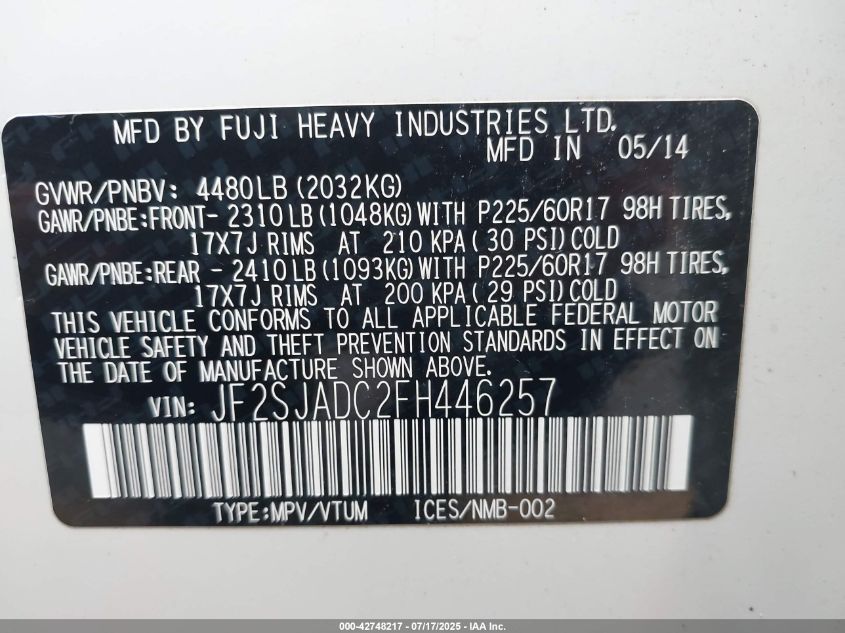 MFD BY FUJI HEAVY INDUSTRIES LTD.
MFD IN 05/14
GVWR/PNBV: 4480LB (2032KG)
GAWR/PNBE:FRONT- 2310 LB (1048KG) WITH P225/60R17 98H TIRES,
17X7J RIMS AT 210 KPA ( 30 PSI) COLD
GAWR/PNBE:REAR - 2410 LB (1093KG) WITH P225/60R17 98H TIRES,
17X7J RIMS AT 200 KPA ( 29 PSI) COLD
THIS VEHICLE CONFORMS TO ALL APPLICABLE FEDERAL MOTOR
VEHICLE SAFETY AND THEFT PREVENTION STANDARDS IN EFFECT ON
THE DATE OF MANUFACTURE SHOWN ABOVE.
VIN: JF2SJADC2FH446257
TYPE:MPV/VTUM ICES/NMB-002
000-42748217 - 07/17/2025 - IAA Inc.